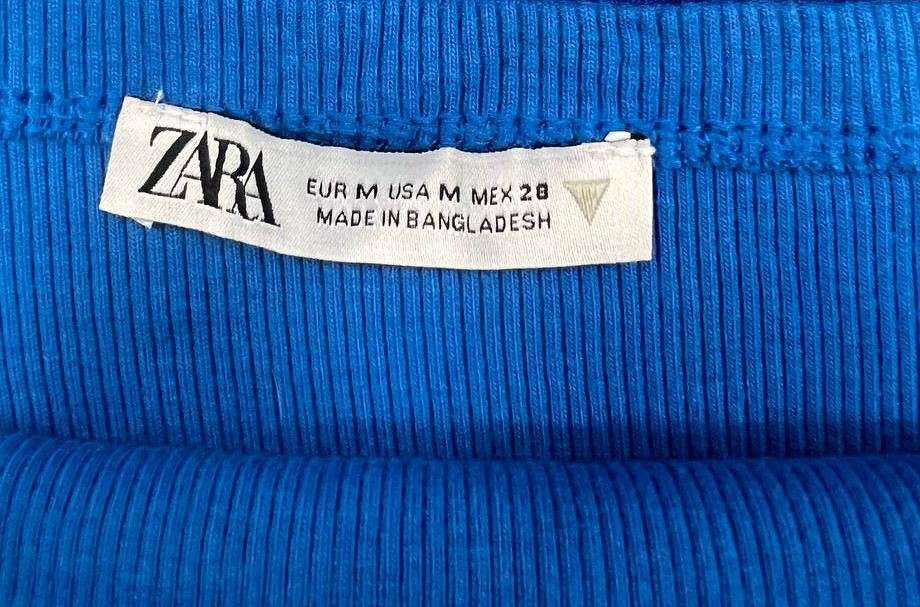 ZARA
EUR M USA M MEX 28
MADE IN BANGLADESH